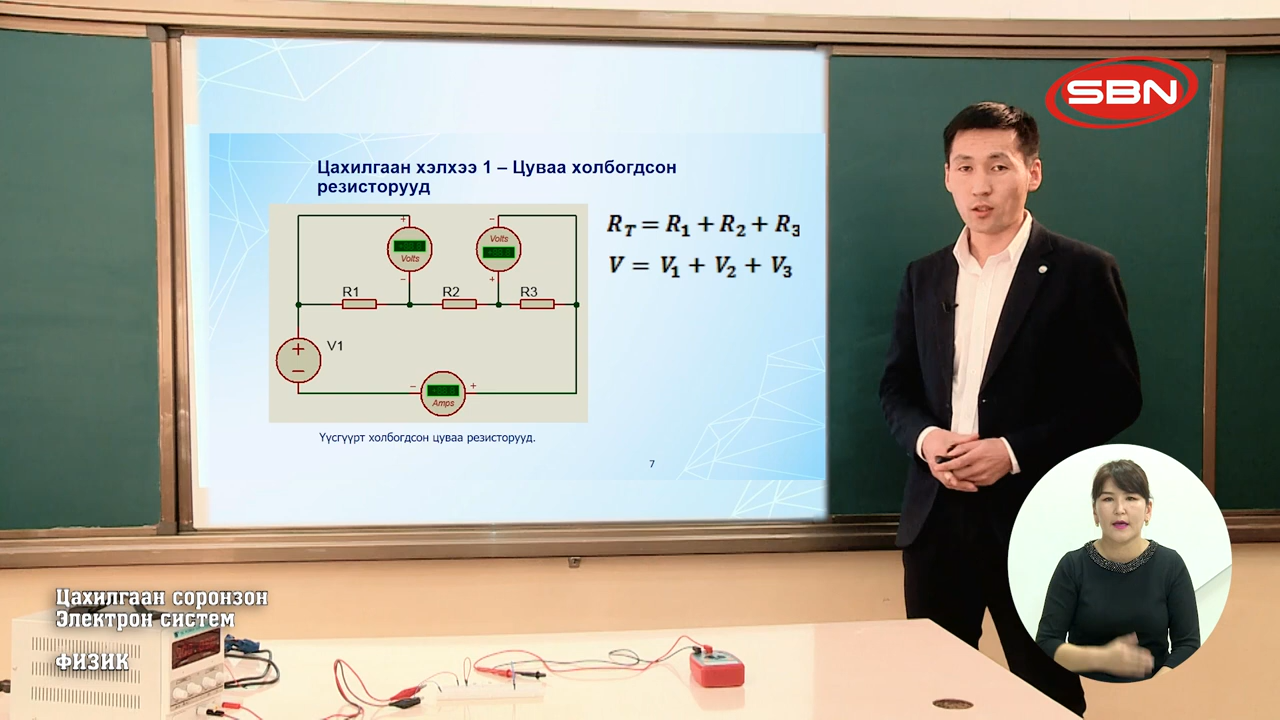 SBN
Цахилгаан хэлхээ 1 – Цуваа холбогдсон
резисторууд
R_T = R_1 + R_2 + R_3
V = V_1 + V_2 + V_3
+ −
Volts Volts
− +
R1 R2 R3
+ V1
−
− +
Amps
Үүсгүүрт холбогдсон цуваа резисторууд.
7
Цахилгаан соронзон
Электрон систем
ФИЗИК